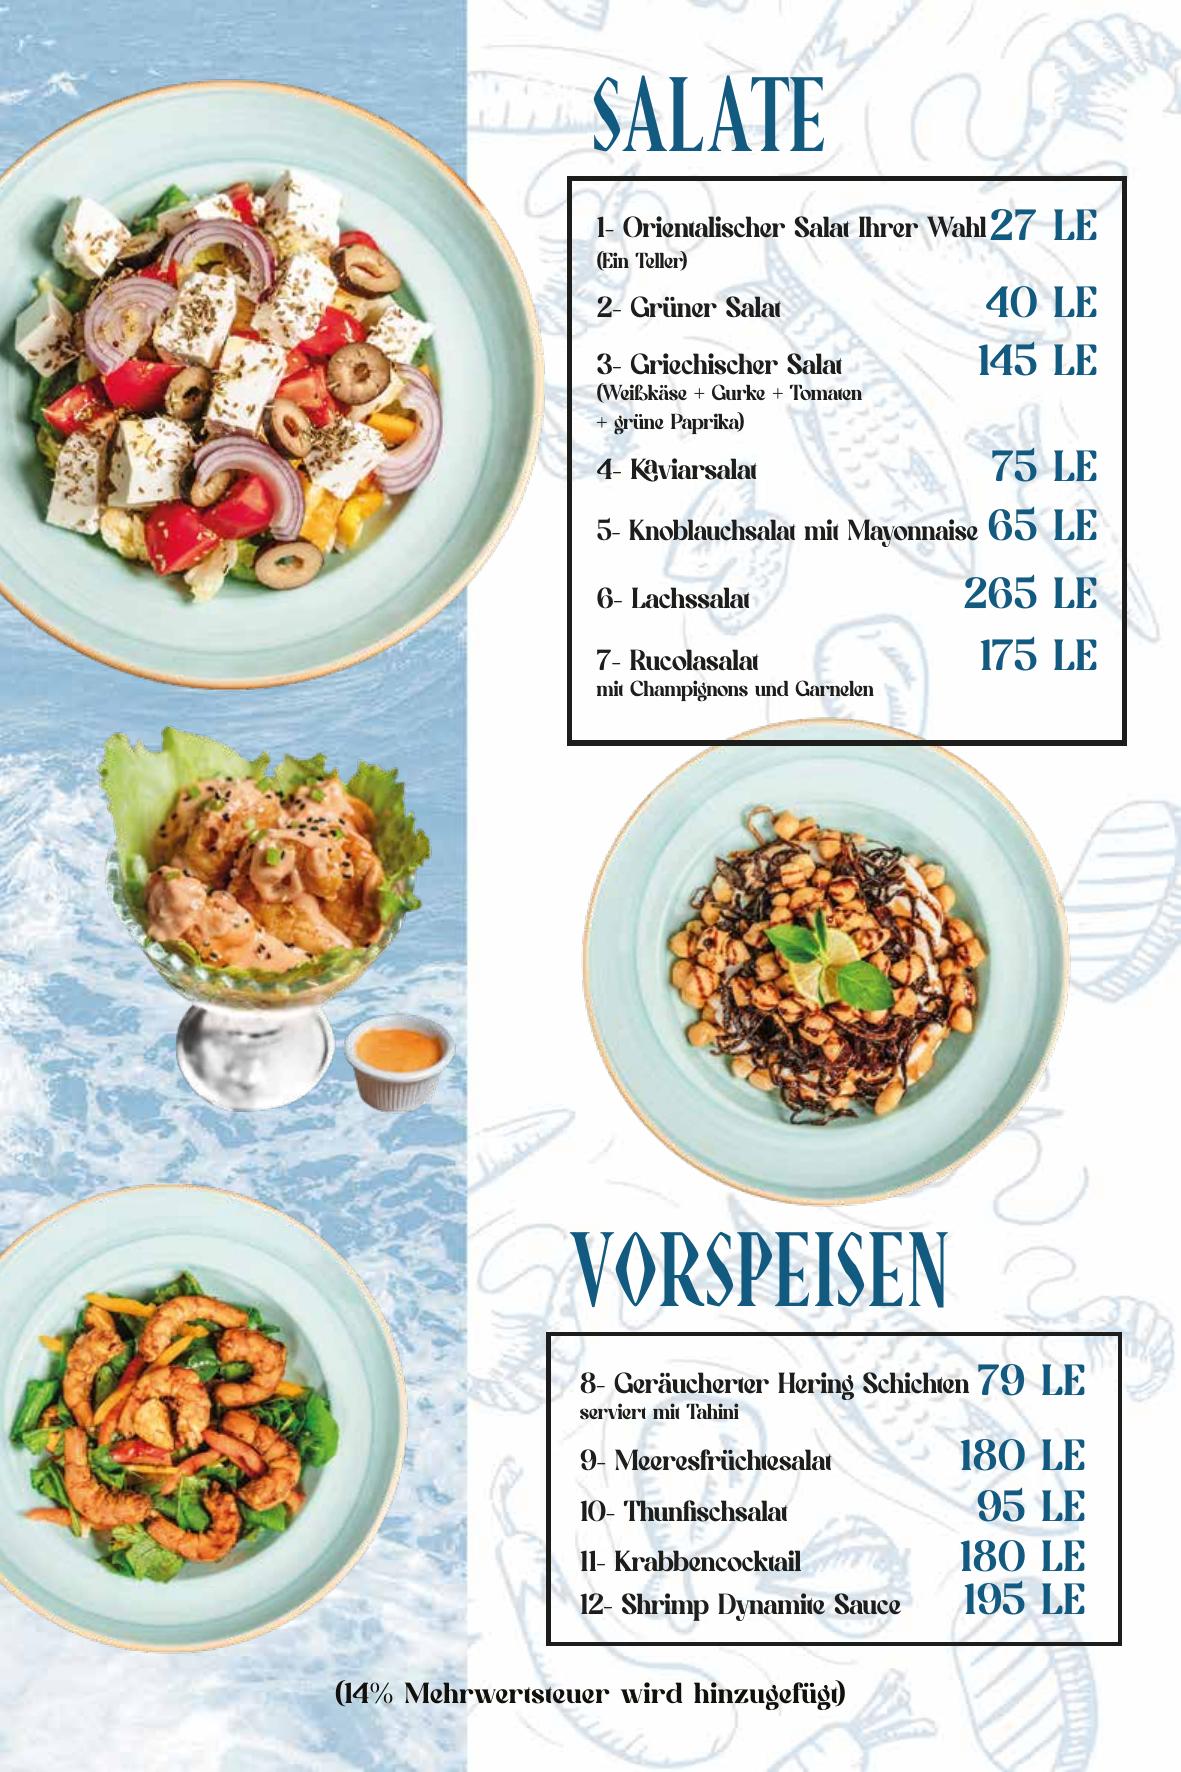 SALATE
1- Orientalischer Salat Ihrer Wahl 27 LE
(Ein Teller)
2- Grüner Salat 40 LE
3- Griechischer Salat 145 LE
(Weißkäse + Gurke + Tomaten
+ grüne Paprika)
4- Kaviarsalat 75 LE
5- Knoblauchsalat mit Mayonnaise 65 LE
6- Lachssalat 265 LE
7- Rucolasalat 175 LE
mit Champignons und Garnelen
VORSPEISEN
8- Geräucherter Hering Schichten 79 LE
serviert mit Tahini
9- Meeresfrüchtesalat 180 LE
10- Thunfischsalat 95 LE
11- Krabbencocktail 180 LE
12- Shrimp Dynamite Sauce 195 LE
(14% Mehrwertsteuer wird hinzugefügt)